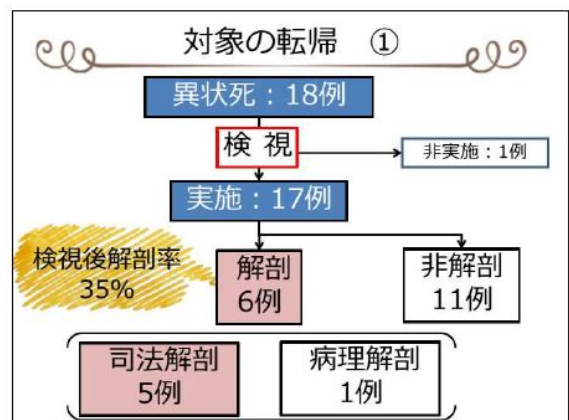 対象の転帰 ①
異状死：18例
検 視
非実施：1例
実施：17例
検視後解剖率
35%
解剖
6例
非解剖
11例
司法解剖
5例
病理解剖
1例